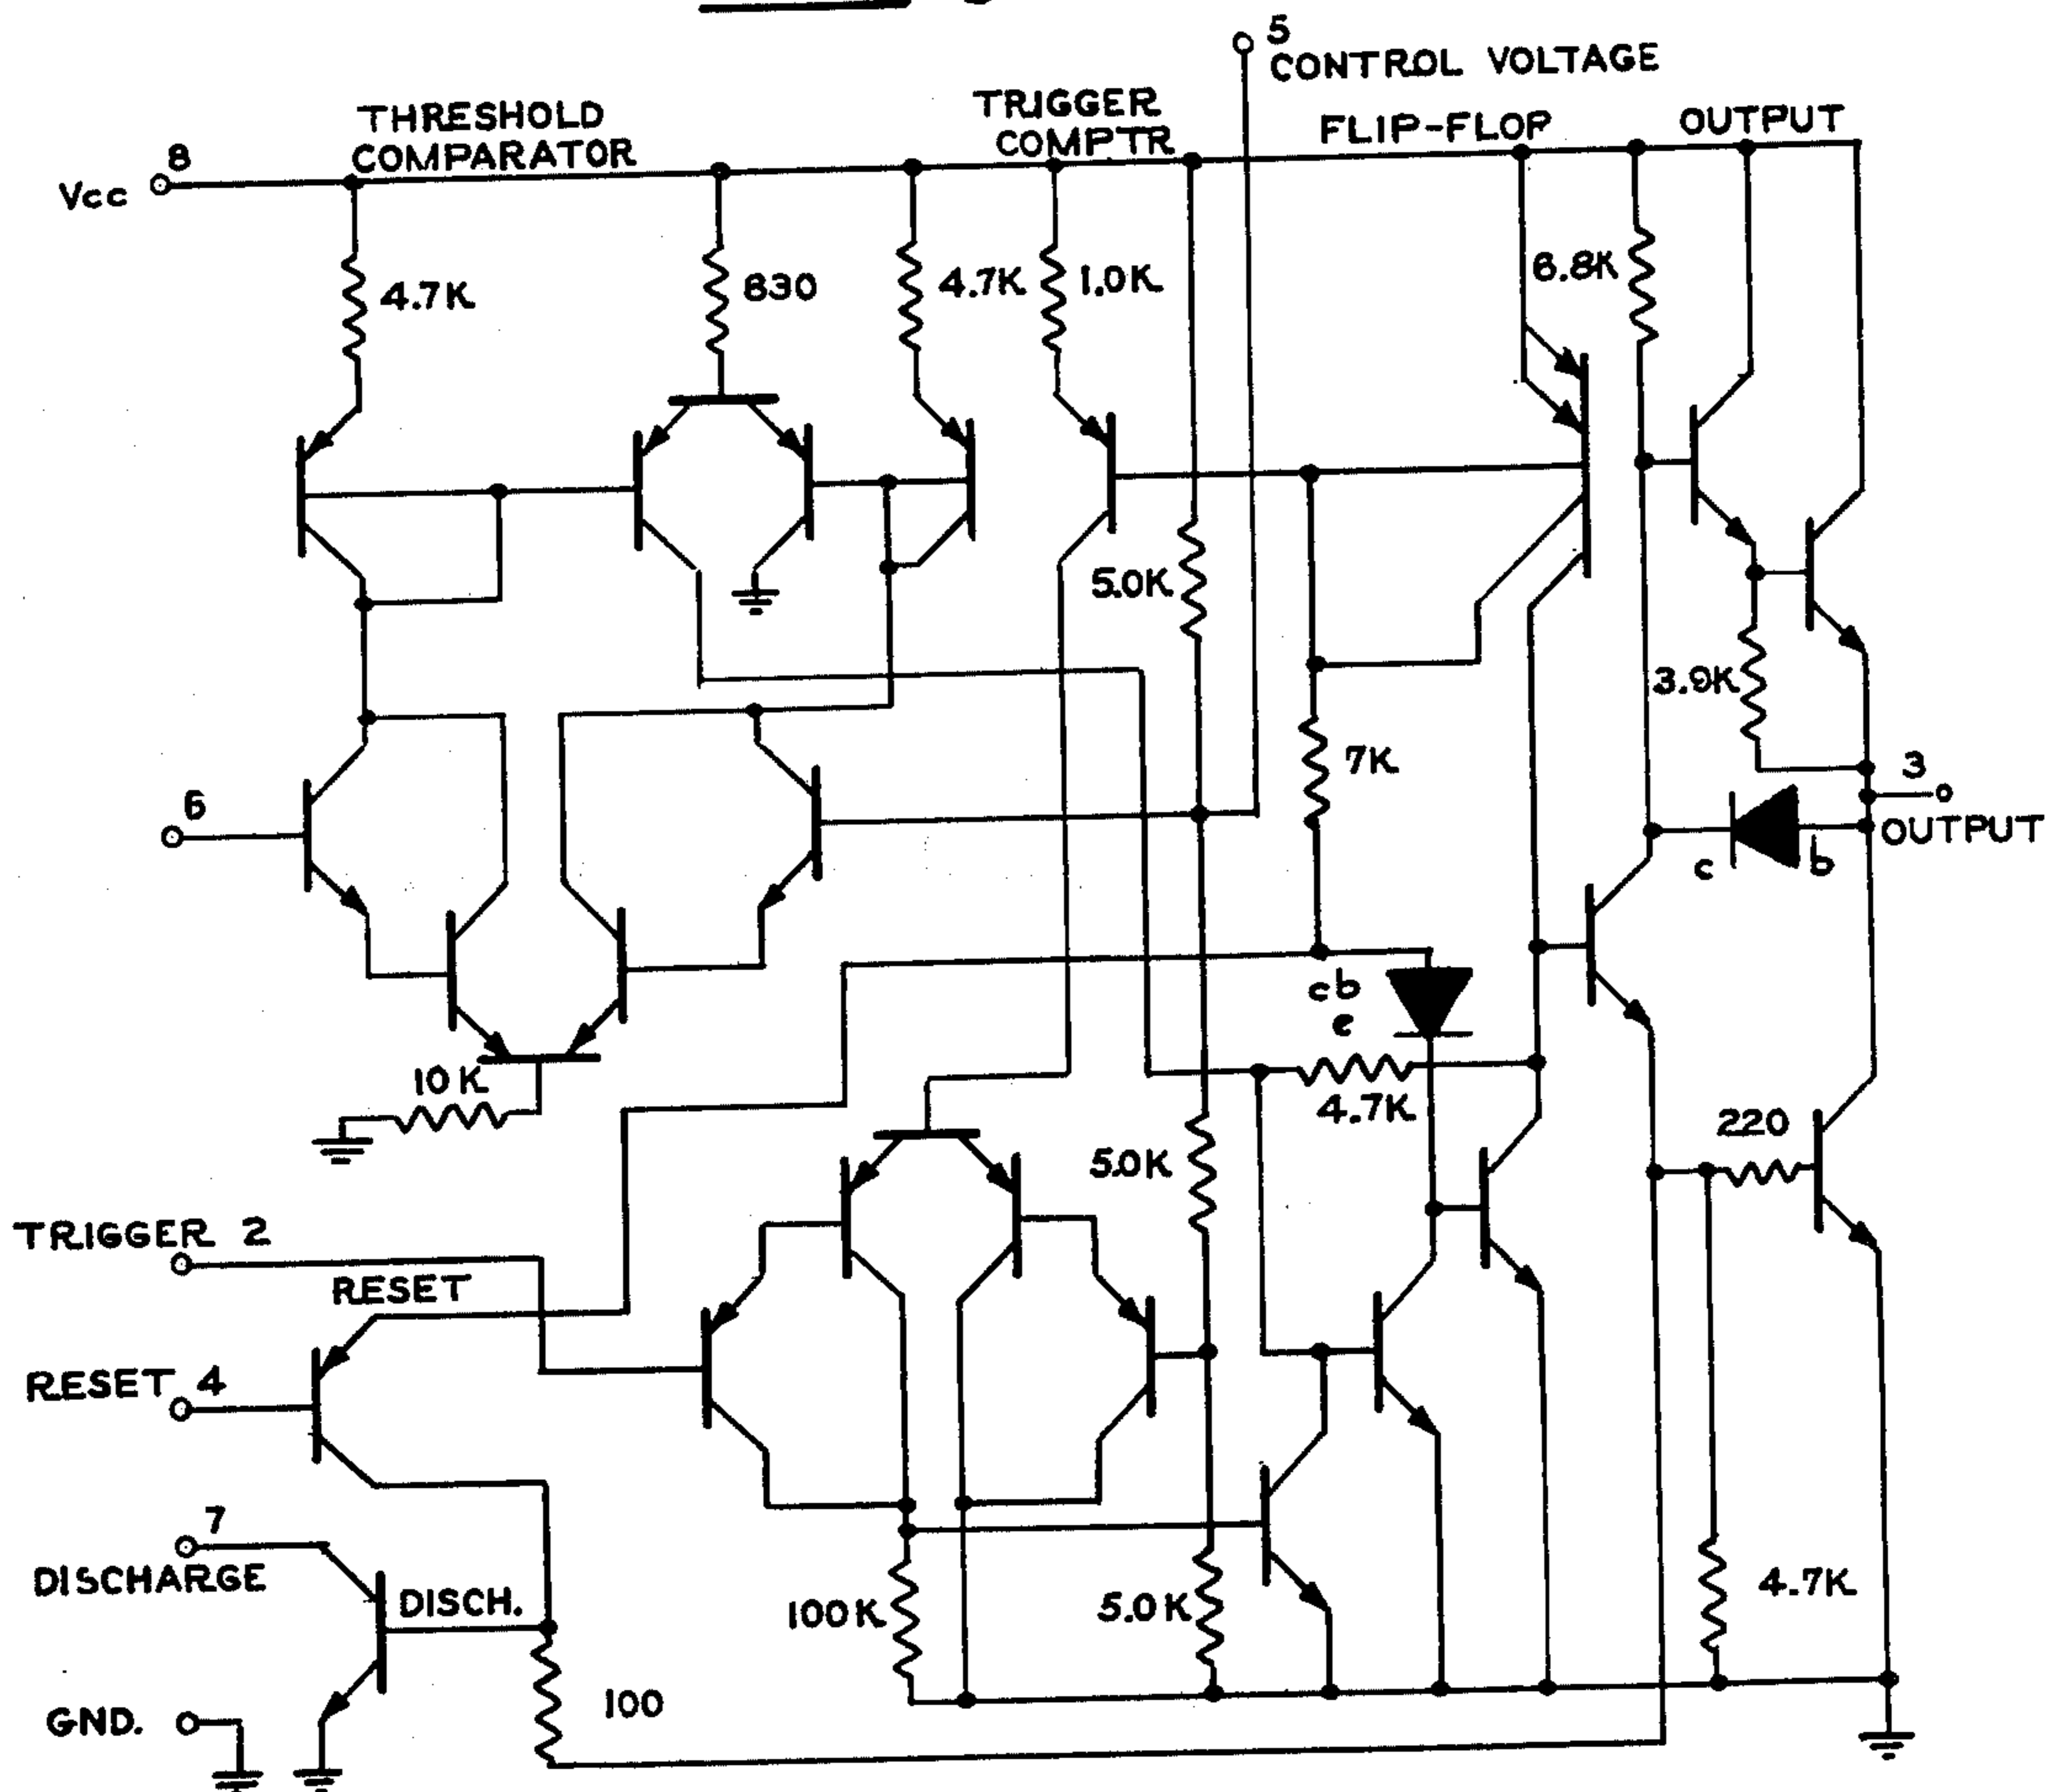 5
CONTROL VOLTAGE
THRESHOLD
COMPARATOR
TRIGGER
COMPTR
FLIP-FLOP
OUTPUT
8
Vcc
4.7K
830
4.7K
1.0K
6.8K
5.0K
3.9K
7K
3
OUTPUT
6
c
b
cb
e
10K
4.7K
220
5.0K
TRIGGER 2
RESET
RESET 4
7
DISCHARGE
DISCH.
100K
5.0K
4.7K
100
GND.